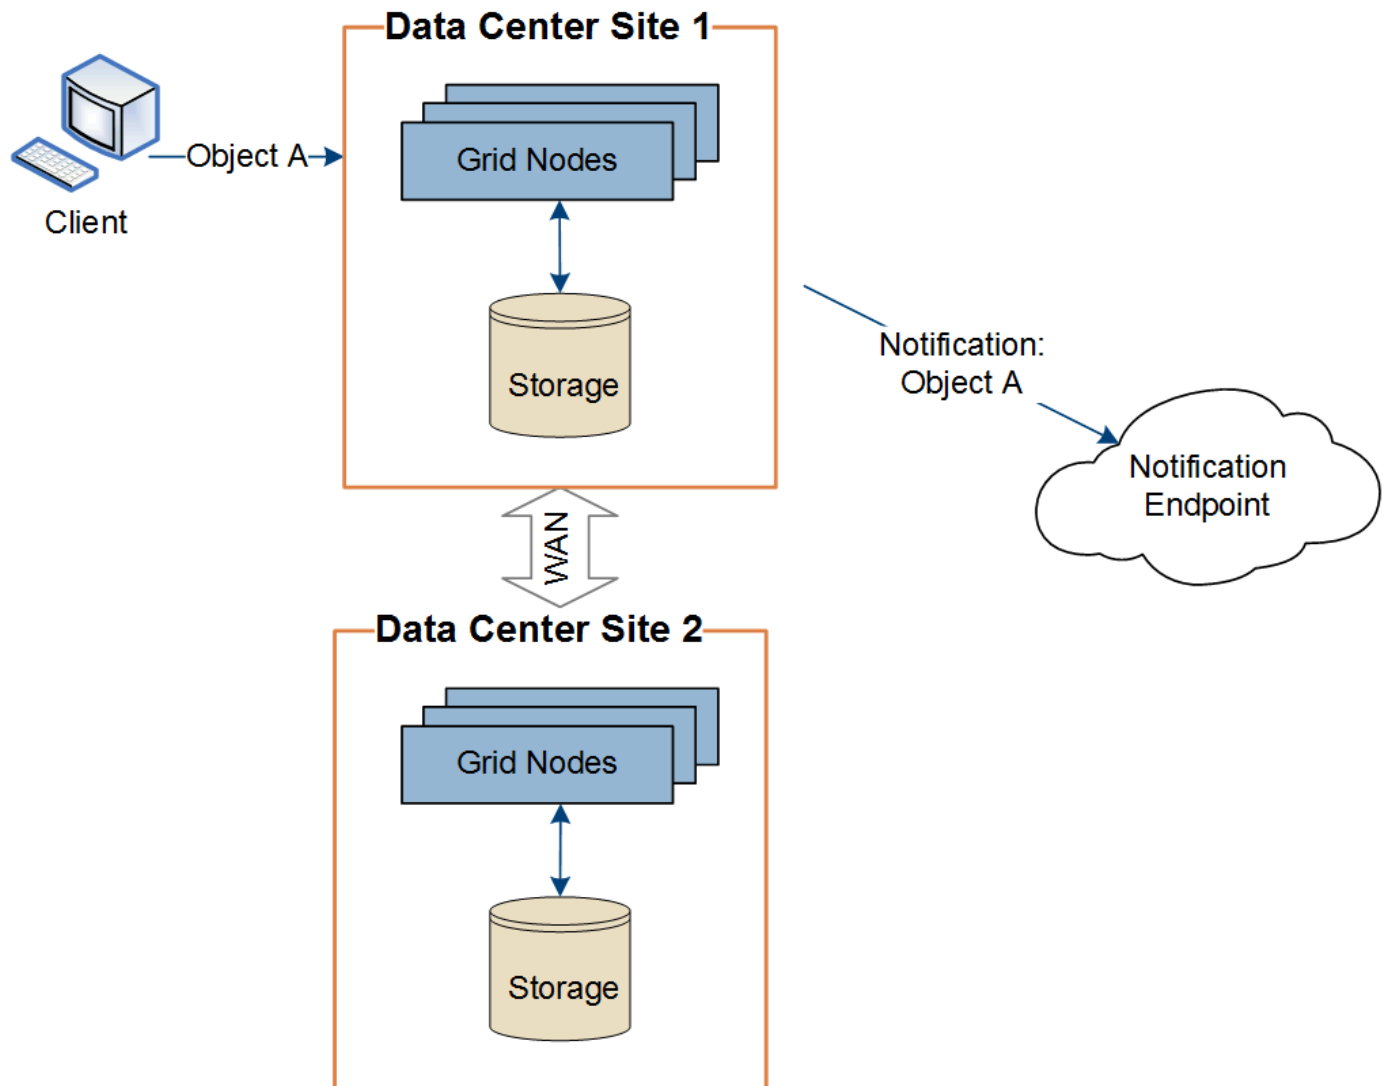 Data Center Site 1
Grid Nodes
Object A
Client
Storage
Notification:
Object A
Notification
Endpoint
WAN
Data Center Site 2
Grid Nodes
Storage